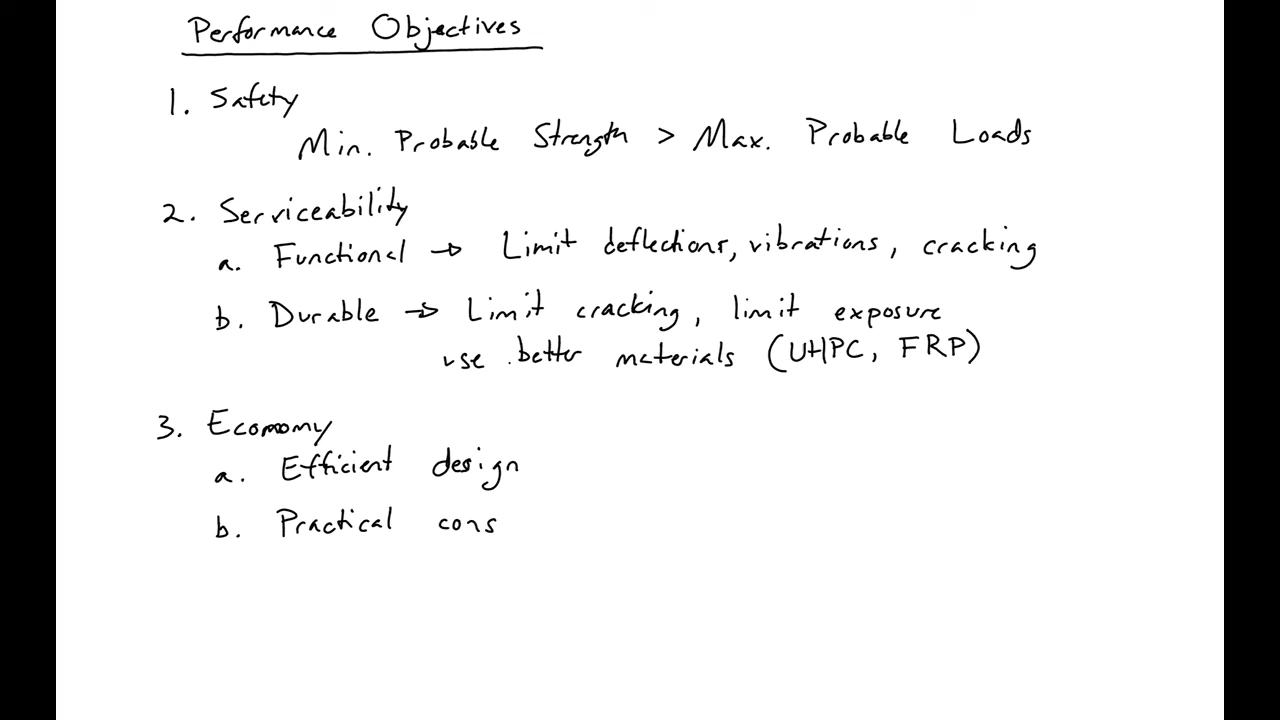 Performance Objectives
1. Safety
Min. Probable Strength > Max. Probable Loads
2. Serviceability
a. Functional → Limit deflections, vibrations, cracking
b. Durable → Limit cracking, limit exposure
use better materials (UHPC, FRP)
3. Economy
a. Efficient design
b. Practical cons